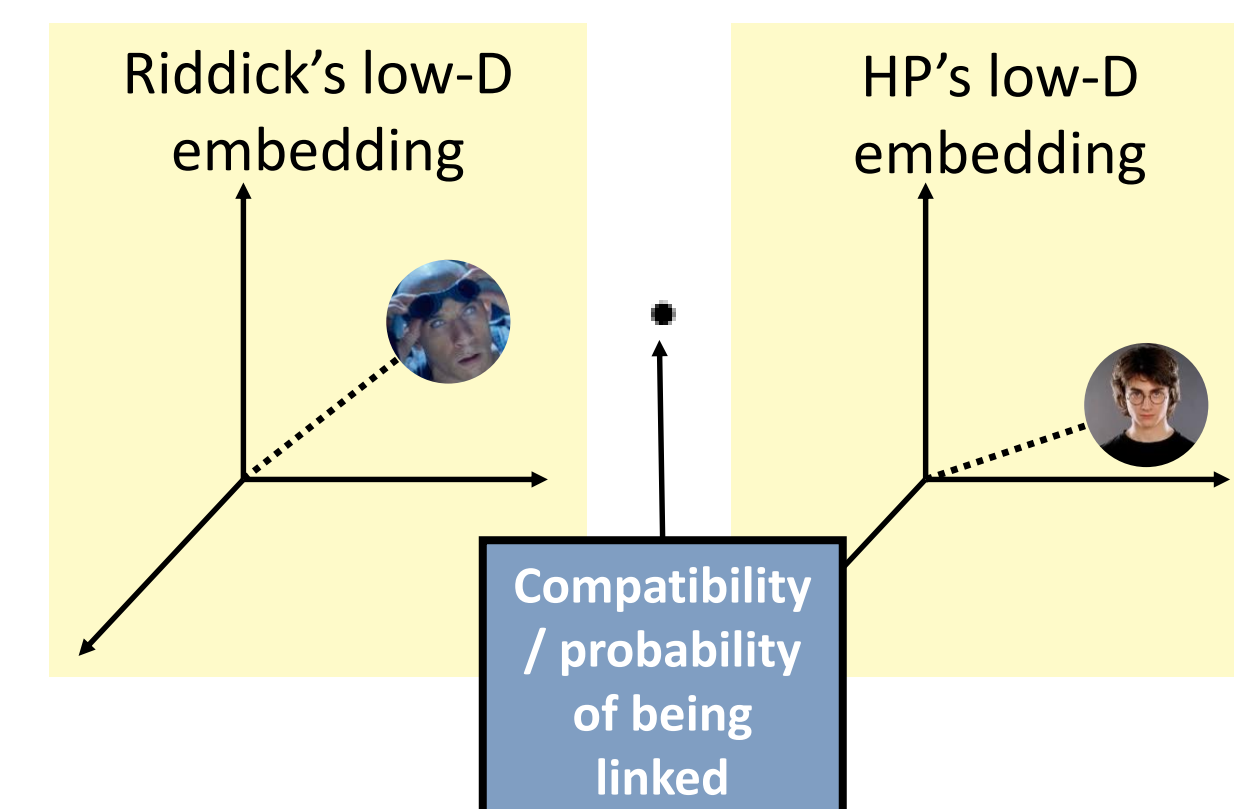 Riddick’s low-D
embedding
HP’s low-D
embedding
Compatibility
/ probability
of being
linked